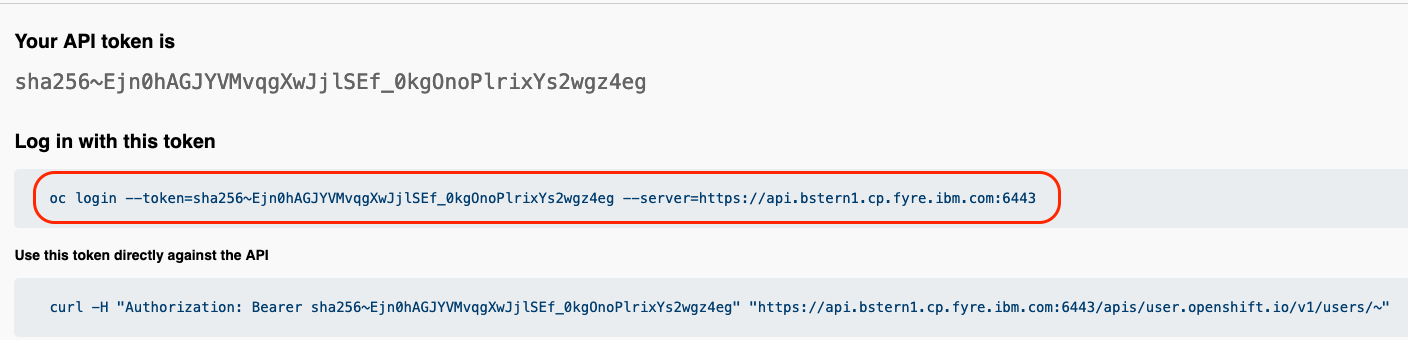 Your API token is
sha256~Ejn0hAGJYVMvqgXwJjlSEf_0kgOnoPlrixYs2wgz4eg
Log in with this token
oc login --token=sha256~Ejn0hAGJYVMvqgXwJjlSEf_0kgOnoPlrixYs2wgz4eg --server=https://api.bstern1.cp.fyre.ibm.com:6443
Use this token directly against the API
curl -H "Authorization: Bearer sha256~Ejn0hAGJYVMvqgXwJjlSEf_0kgOnoPlrixYs2wgz4eg" "https://api.bstern1.cp.fyre.ibm.com:6443/apis/user.openshift.io/v1/users/~"